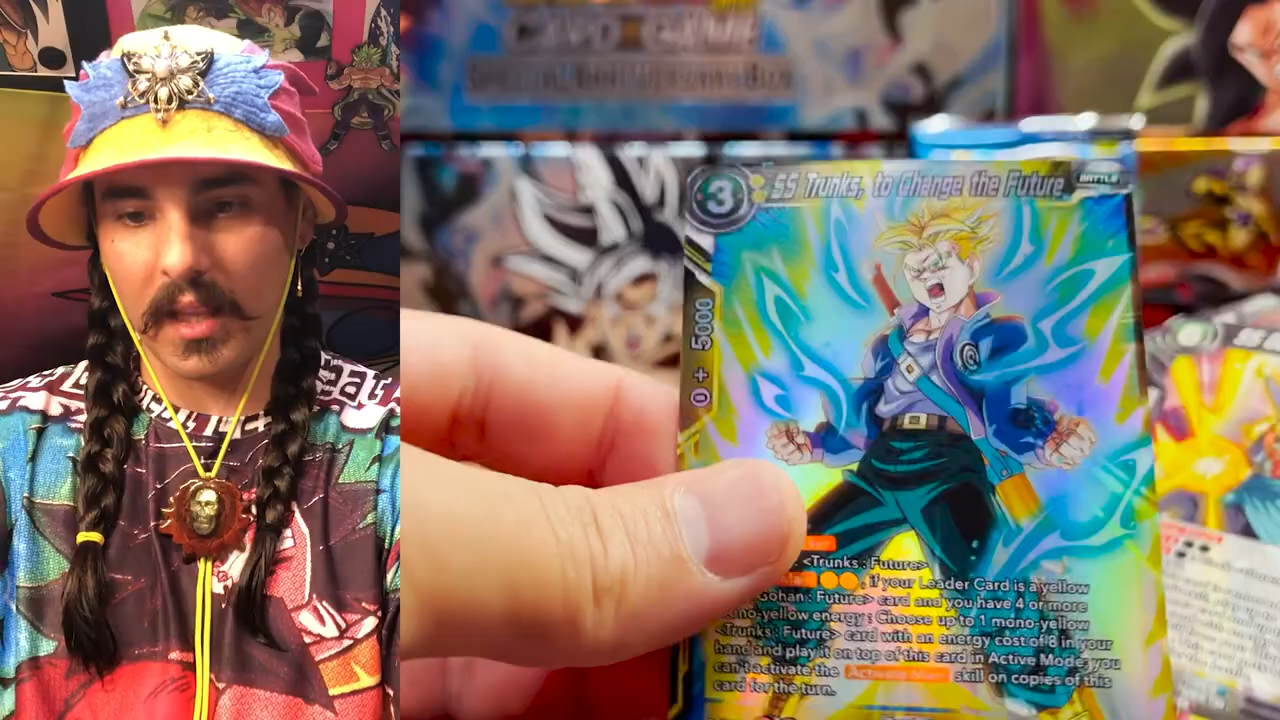 CARD GAME
3
SS Trunks, to Change the Future
BATTLE
0 + 5000
<Trunks : Future>
if your Leader Card is a yellow
Gohan : Future> card and you have 4 or more
mono-yellow energy : Choose up to 1 mono-yellow
<Trunks : Future> card with an energy cost of 8 in your
hand and play it on top of this card in Active Mode; you
can't activate the Activate Main skill on copies of this
card for the turn.